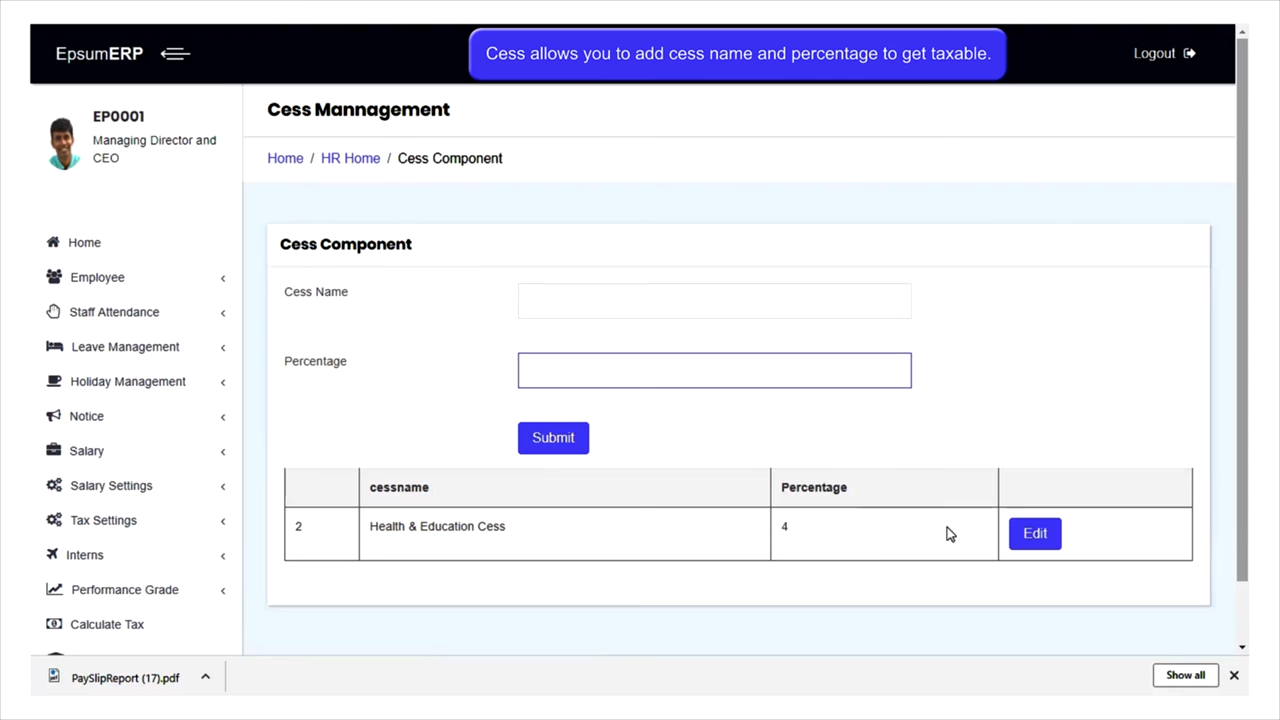 EpsumERP
Cess allows you to add cess name and percentage to get taxable.
Logout
EP0001
Managing Director and
CEO
Cess Mannagement
Home / HR Home / Cess Component
Home
Employee
Staff Attendance
Leave Management
Holiday Management
Notice
Salary
Salary Settings
Tax Settings
Interns
Performance Grade
Calculate Tax
Cess Component
Cess Name
Percentage
Submit
cessname Percentage
2 Health & Education Cess 4 Edit
PaySlipReport (17).pdf
Show all